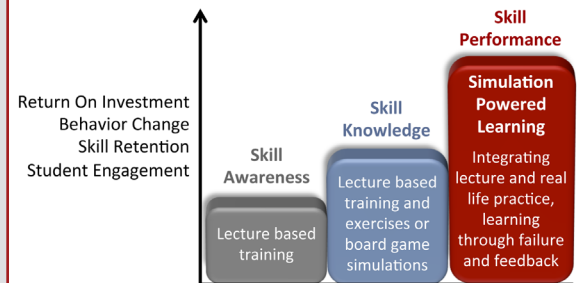 Skill
Performance
Simulation
Powered
Learning
Return On Investment
Behavior Change
Skill Retention
Student Engagement
Skill
Knowledge
Skill
Awareness
Integrating
lecture and real
life practice,
learning
through failure
and feedback
Lecture based
training and
exercises or
board game
simulations
Lecture based
training